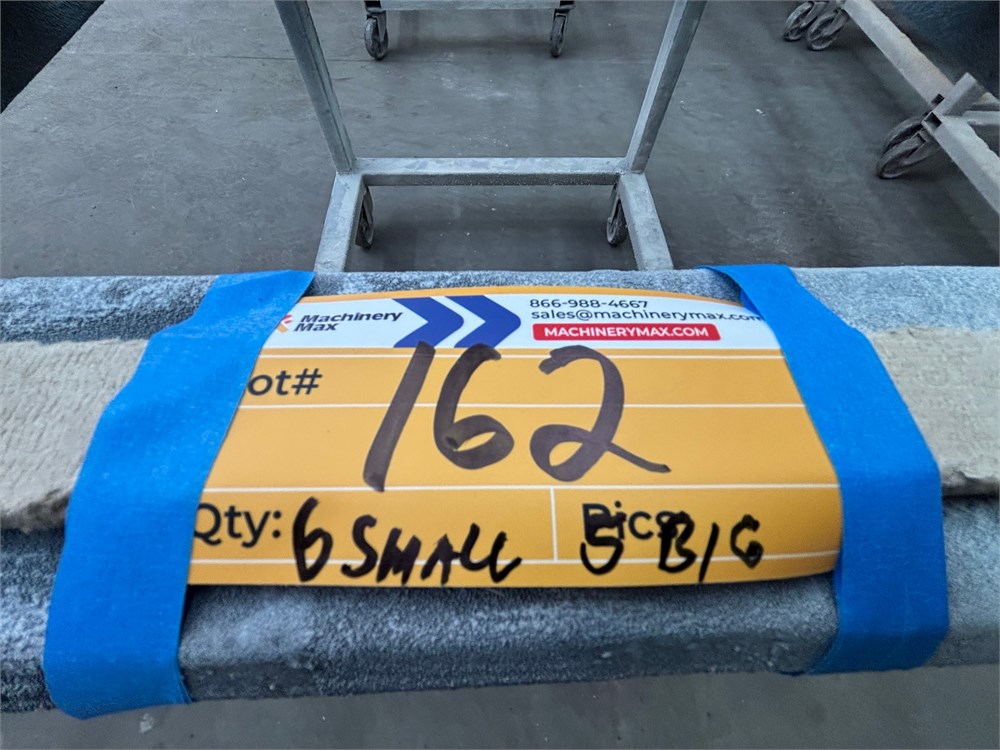 Machinery
Max
866-988-4667
sales@machinerymax.com
MACHINERYMAX.COM
ot# 162
Qty: 6 SMALL Pics 5 BIG